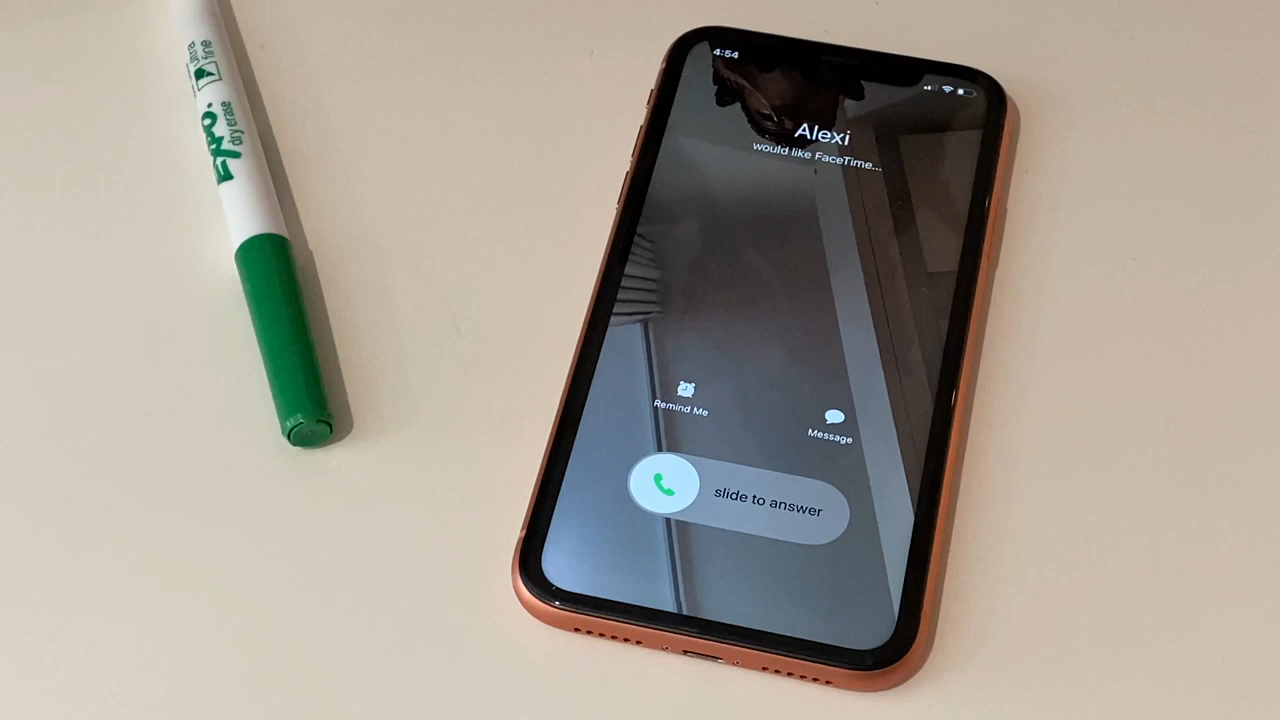 EXPO.
dry erase
ultra
fine
4:54
Alexi
would like FaceTime...
Remind Me
Message
slide to answer